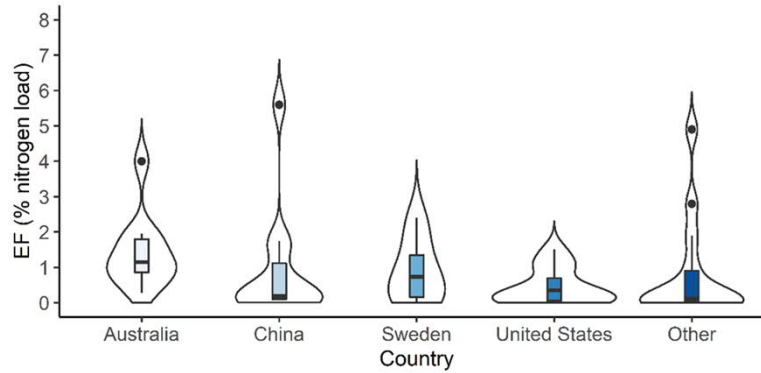 EF (% nitrogen load)
8
7
6
5
4
3
2
1
0
Australia
China
Sweden
United States
Other
Country